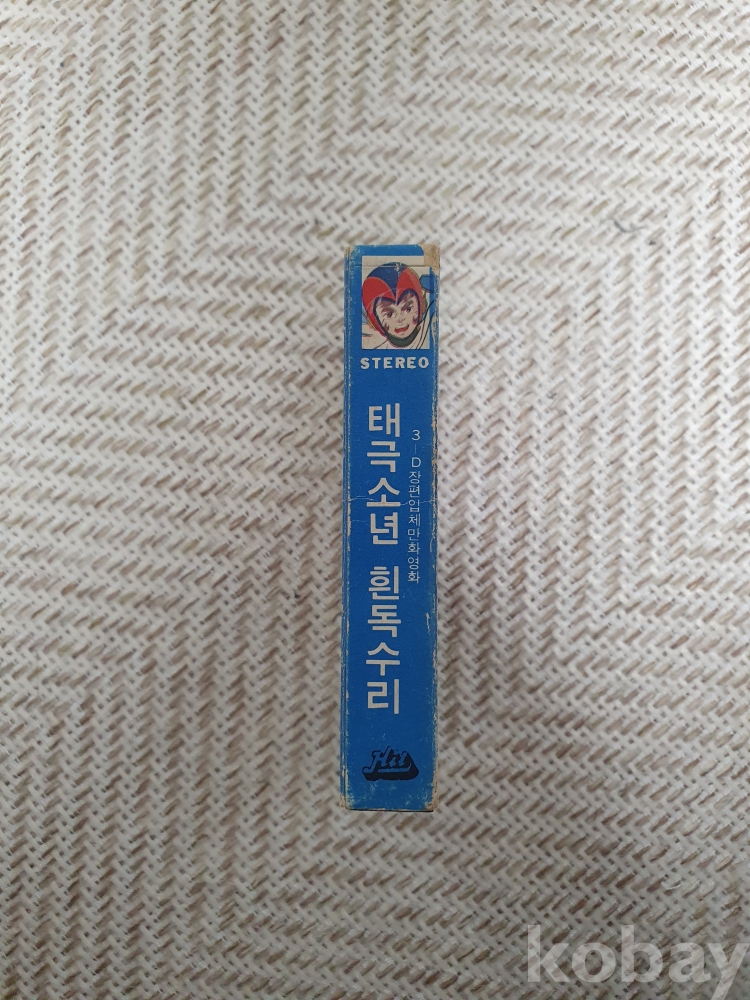 STEREO
3-D장편입체만화영화
태극소년 흰독수리
Hit
kobay